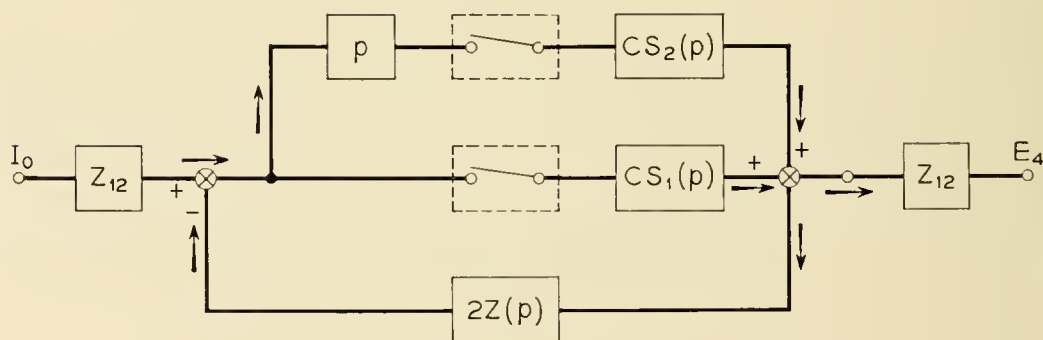 p
CS₂(p)
+
I₀
Z₁₂
+
−
CS₁(p)
+
Z₁₂
E₄
2Z(p)